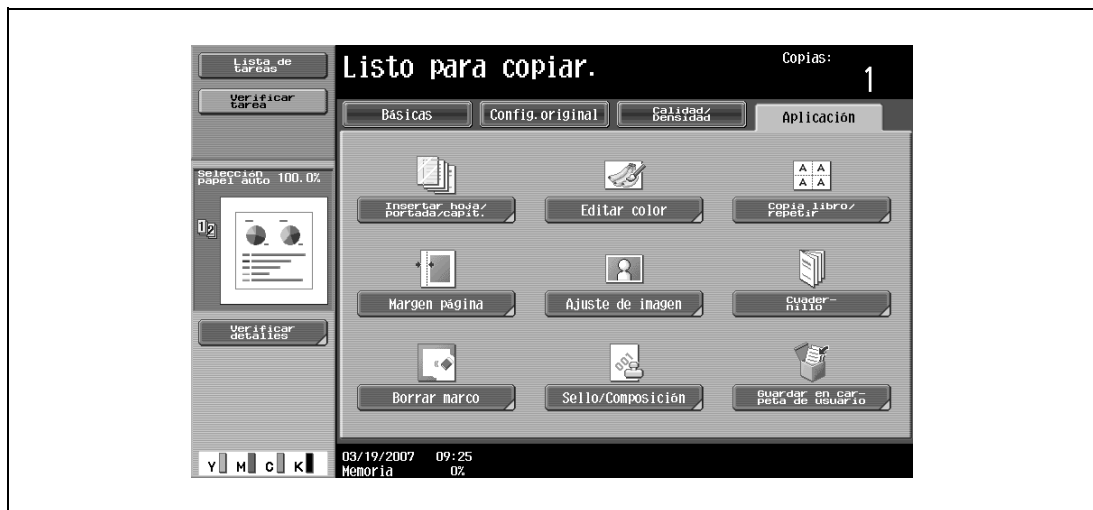 Lista de
tareas
Verificar
tarea
Listo para copiar.
Copias:
1
Básicas
Config.original
Calidad/
Densidad
Aplicación
Selección
papel auto 100.0%
12
Insertar hoja/
portada/capít.
Editar color
A A
A A
Copia libro/
repetir
Margen página
Ajuste de imagen
Cuader-
nillo
Verificar
detalles
001
Borrar marco
Sello/Composición
Guardar en car-
peta de usuario
Y M C K
03/19/2007 09:25
Memoria 0%